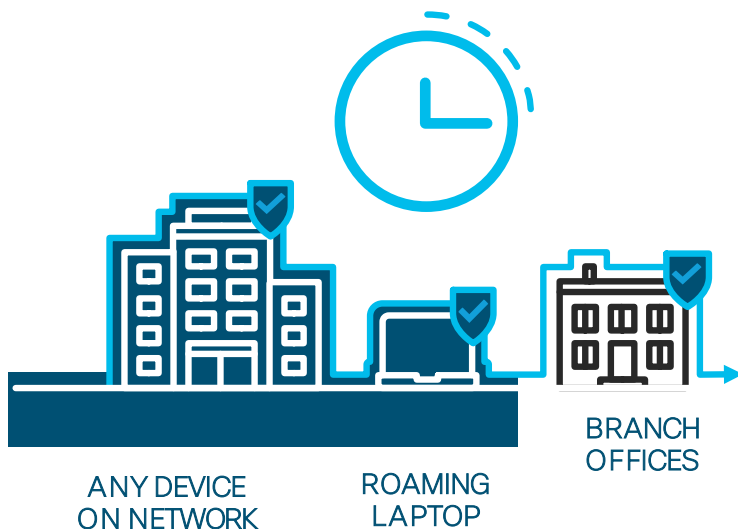 ANY DEVICE
ON NETWORK
ROAMING
LAPTOP
BRANCH
OFFICES